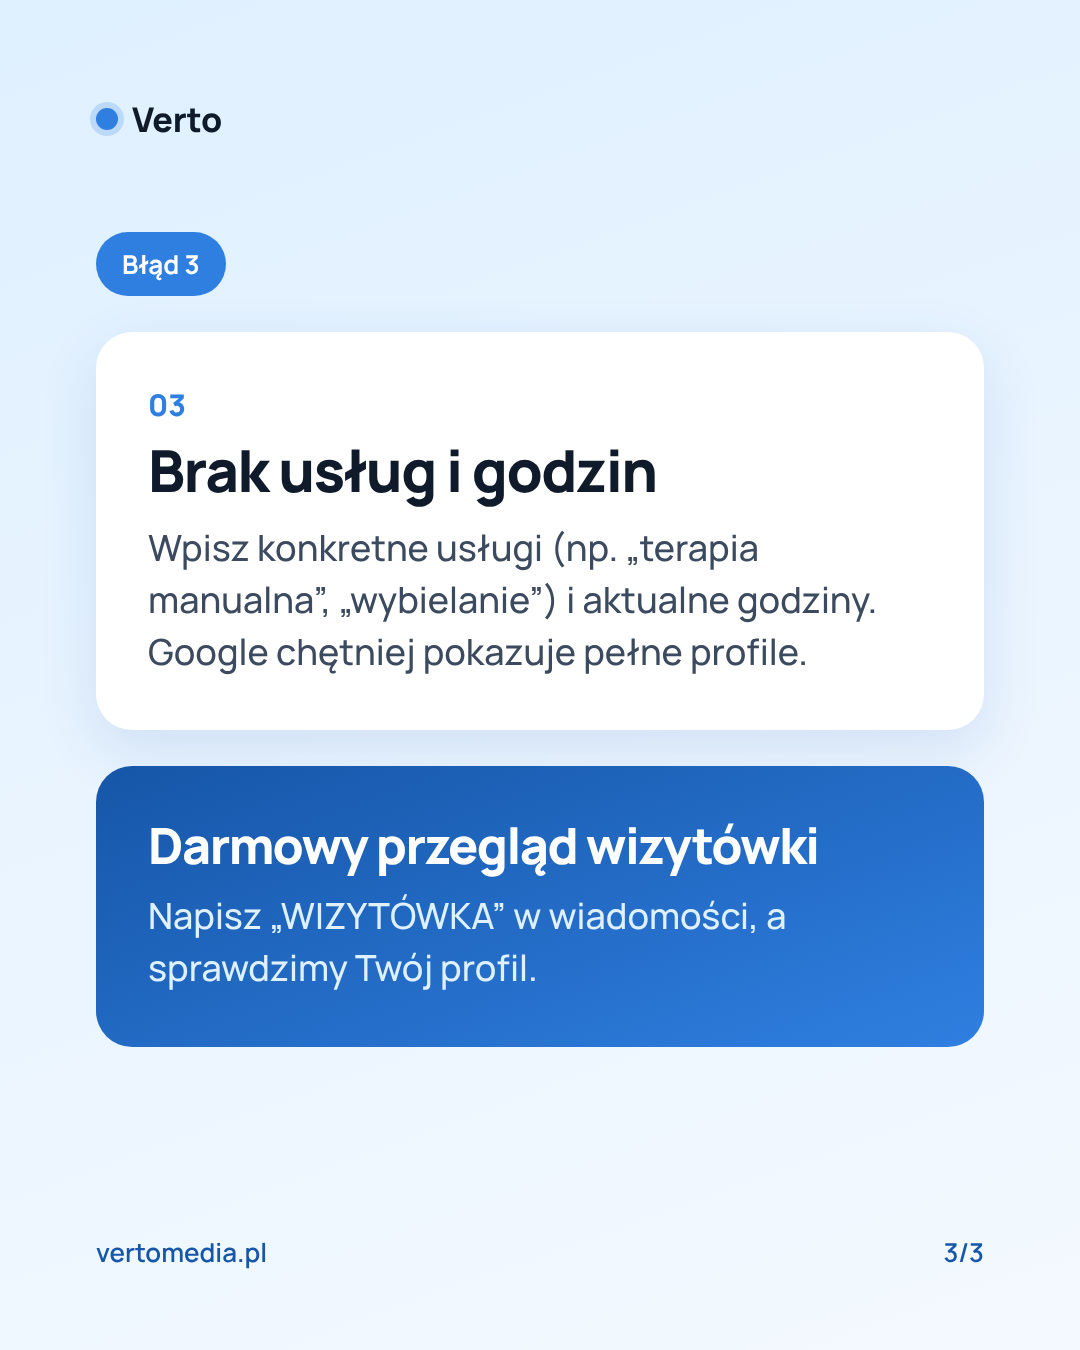 Verto
Błąd 3
03
Brak usług i godzin
Wpisz konkretne usługi (np. „terapia
manualna”, „wybielanie”) i aktualne godziny.
Google chętniej pokazuje pełne profile.
Darmowy przegląd wizytówki
Napisz „WIZYTÓWKA” w wiadomości, a
sprawdzimy Twój profil.
vertomedia.pl
3/3